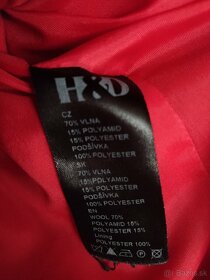 H&D
CZ
70% VLNA
15% POLYAMID
15% POLYESTER
PODŠÍVKA
100% POLYESTER
SK
70% VLNA
15% POLYAMID
15% POLYESTER
PODŠÍVKA
100% POLYESTER
EN
WOOL 70%
POLYAMID 15%
POLYESTER 15%
Lining
POLYESTER 100%
bazar.sk